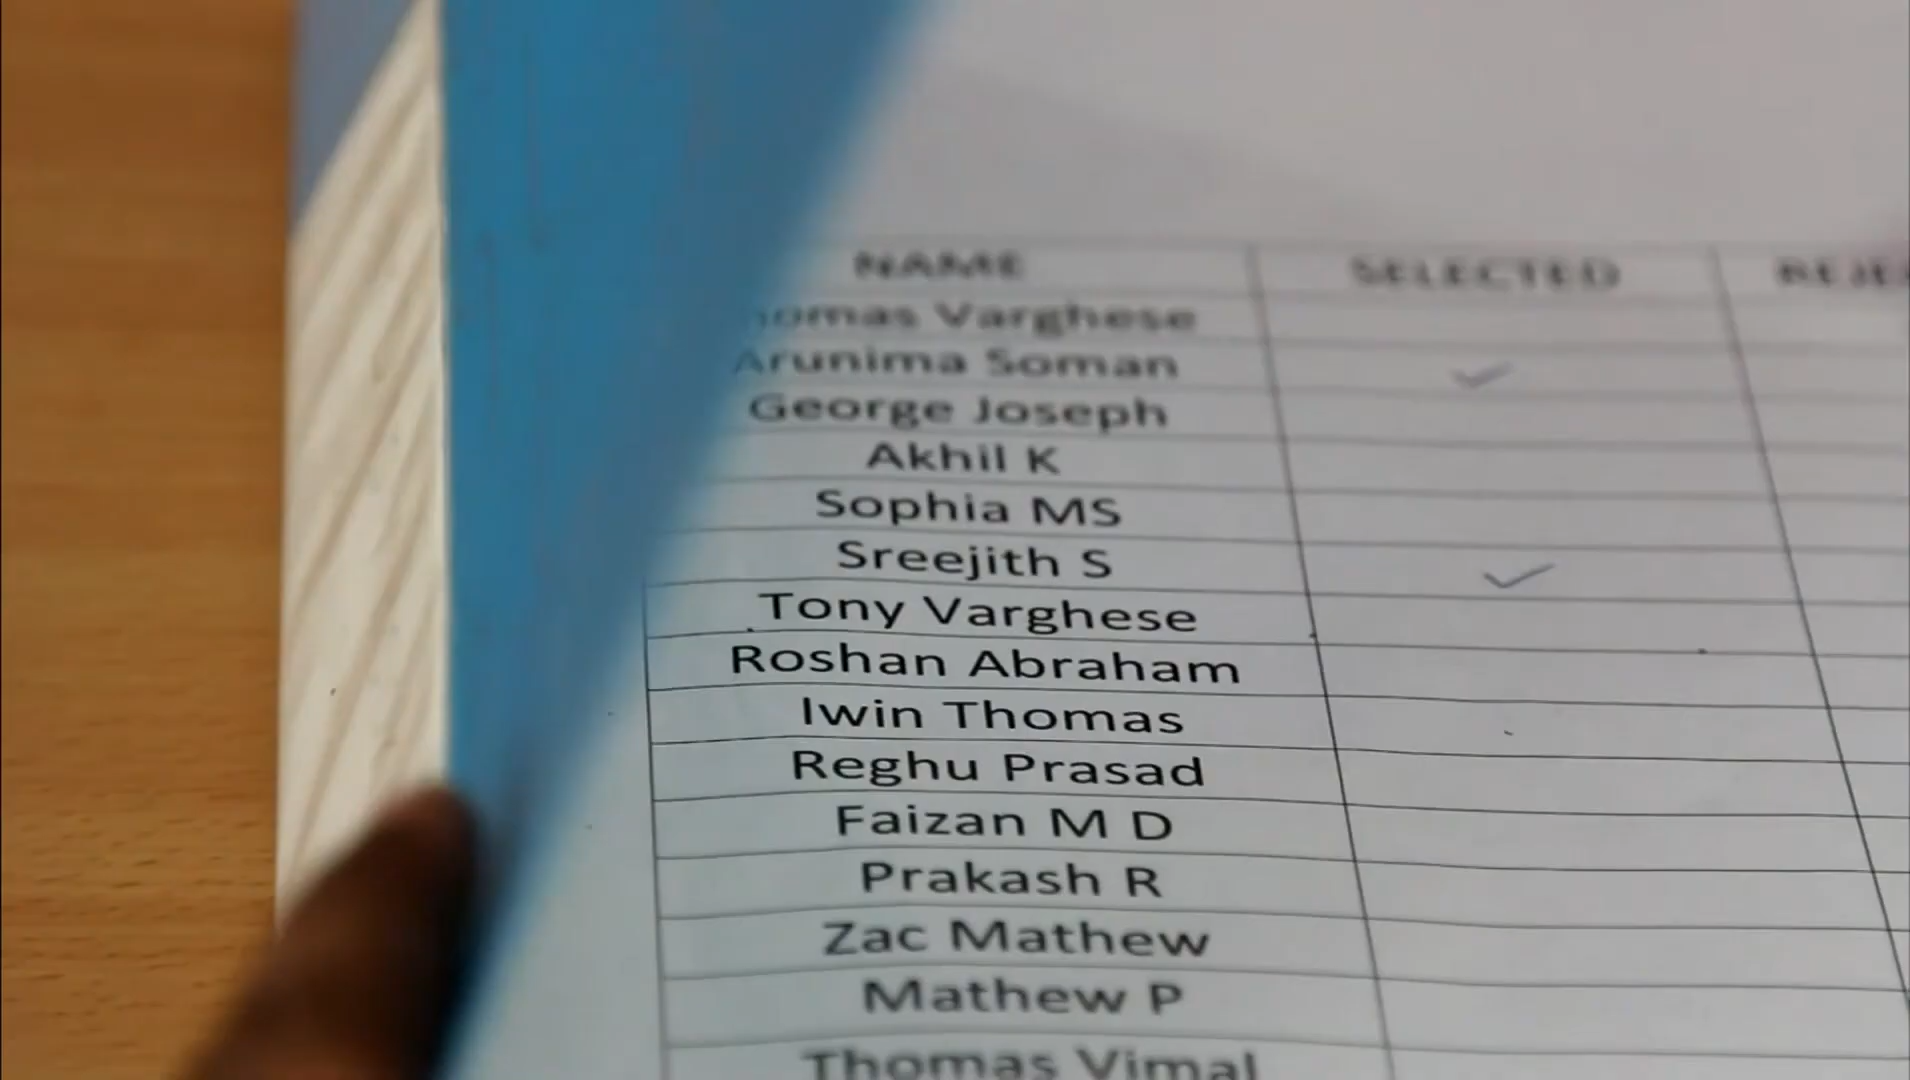 NAME SELECTED
Varghese
Arunima Soman
George Joseph
Akhil K
Sophia MS
Sreejith S
Tony Varghese
Roshan Abraham
Iwin Thomas
Reghu Prasad
Faizan M D
Prakash R
Zac Mathew
Mathew P
Thomas Vimal